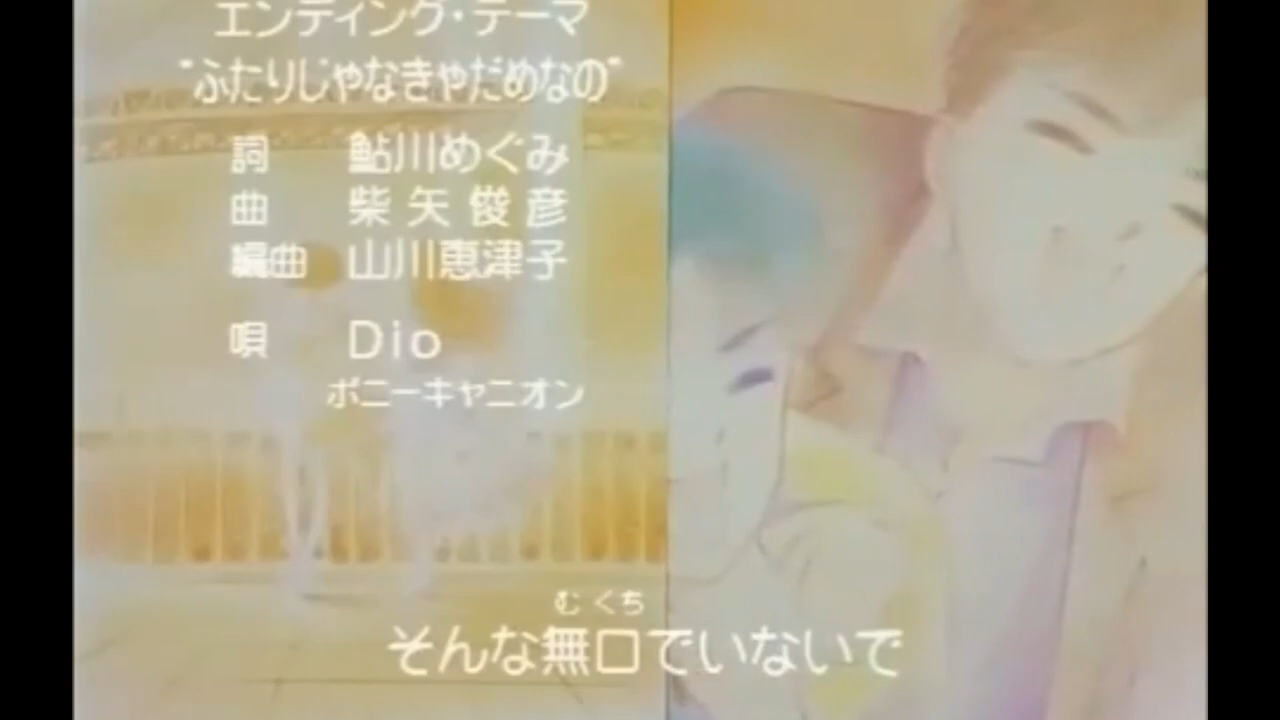 エンディング・テーマ
"ふたりじゃなきゃだめなの"
詞 鮎川めぐみ
曲 柴矢俊彦
編曲 山川恵津子
唄 Dio
ポニーキャニオン
むくち
そんな無口でいないで